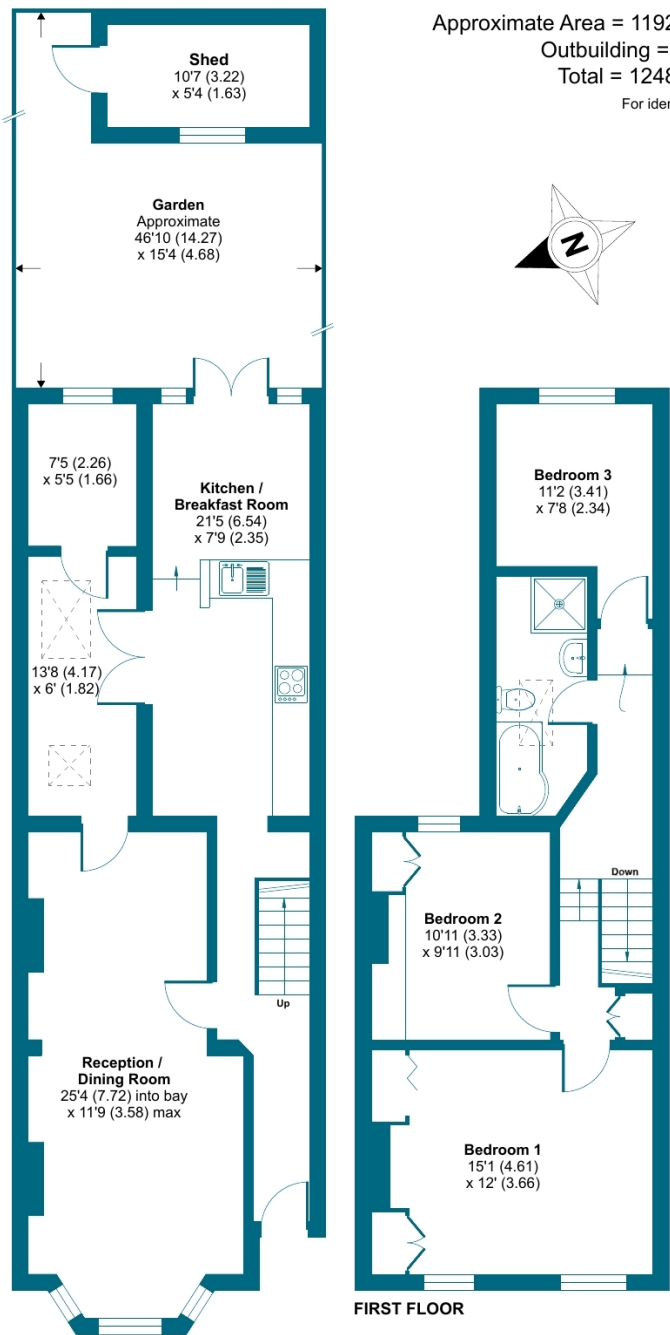 Approximate Area = 1192
Outbuilding =
Total = 1248
For iden
Shed
10'7 (3.22)
x 5'4 (1.63)
Garden
Approximate
46'10 (14.27)
x 15'4 (4.68)
N
7'5 (2.26)
x 5'5 (1.66)
Kitchen /
Breakfast Room
21'5 (6.54)
x 7'9 (2.35)
Bedroom 3
11'2 (3.41)
x 7'8 (2.34)
13'8 (4.17)
x 6' (1.82)
Down
Bedroom 2
10'11 (3.33)
x 9'11 (3.03)
Up
Reception /
Dining Room
25'4 (7.72) into bay
x 11'9 (3.58) max
Bedroom 1
15'1 (4.61)
x 12' (3.66)
FIRST FLOOR